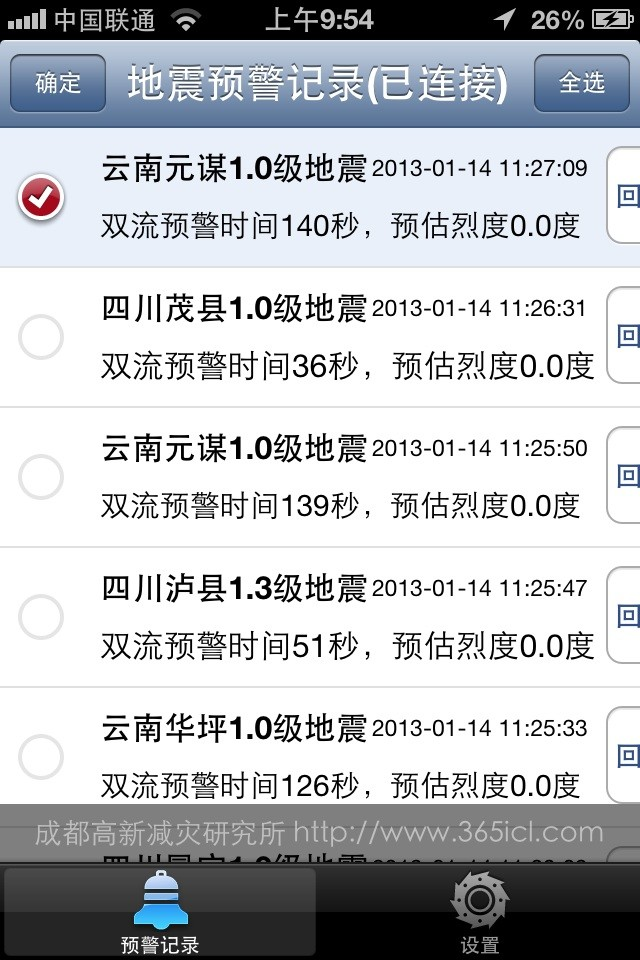 中国联通 上午9:54 26%
确定 地震预警记录(已连接) 全选
云南元谋1.0级地震 2013-01-14 11:27:09
双流预警时间140秒，预估烈度0.0度
回
四川茂县1.0级地震 2013-01-14 11:26:31
双流预警时间36秒，预估烈度0.0度
回
云南元谋1.0级地震 2013-01-14 11:25:50
双流预警时间139秒，预估烈度0.0度
回
四川泸县1.3级地震 2013-01-14 11:25:47
双流预警时间51秒，预估烈度0.0度
回
云南华坪1.0级地震 2013-01-14 11:25:33
双流预警时间126秒，预估烈度0.0度
回
成都高新减灾研究所 http://www.365icl.com
预警记录 设置